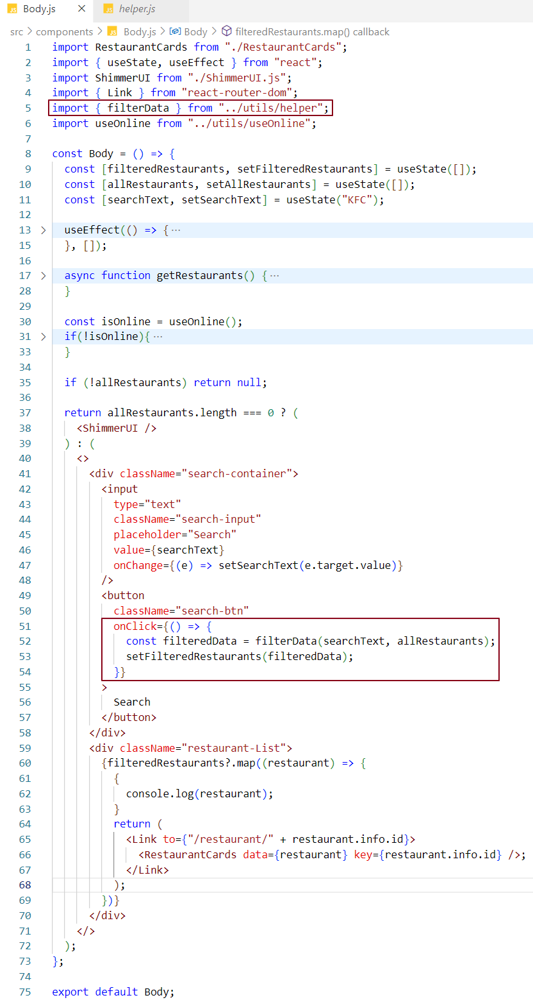 JS Body.js × JS helper.js
src > components > JS Body.js > Body > filteredRestaurants.map() callback
1 import RestaurantCards from "./RestaurantCards";
2 import { useState, useEffect } from "react";
3 import ShimmerUI from "./ShimmerUI.js";
4 import { Link } from "react-router-dom";
5 import { filterData } from "../utils/helper";
6 import useOnline from "../utils/useOnline";
7
8 const Body = () => {
9 const [filteredRestaurants, setFilteredRestaurants] = useState([]);
10 const [allRestaurants, setAllRestaurants] = useState([]);
11 const [searchText, setSearchText] = useState("KFC");
12
13 > useEffect(() => { ···
15 }, []);
16
17 > async function getRestaurants() { ···
28 }
29
30 const isOnline = useOnline();
31 > if(!isOnline){ ···
33 }
34
35 if (!allRestaurants) return null;
36
37 return allRestaurants.length === 0 ? (
38 <ShimmerUI />
39 ) : (
40 <>
41 <div className="search-container">
42 <input
43 type="text"
44 className="search-input"
45 placeholder="Search"
46 value={searchText}
47 onChange={(e) => setSearchText(e.target.value)}
48 />
49 <button
50 className="search-btn"
51 onClick={() => {
52 const filteredData = filterData(searchText, allRestaurants);
53 setFilteredRestaurants(filteredData);
54 }}
55 >
56 Search
57 </button>
58 </div>
59 <div className="restaurant-List">
60 {filteredRestaurants?.map((restaurant) => {
61 {
62 console.log(restaurant);
63 }
64 return (
65 <Link to={"/restaurant/" + restaurant.info.id}>
66 <RestaurantCards data={restaurant} key={restaurant.info.id} />;
67 </Link>
68 );
69 })}
70 </div>
71 </>
72 );
73 };
74
75 export default Body;